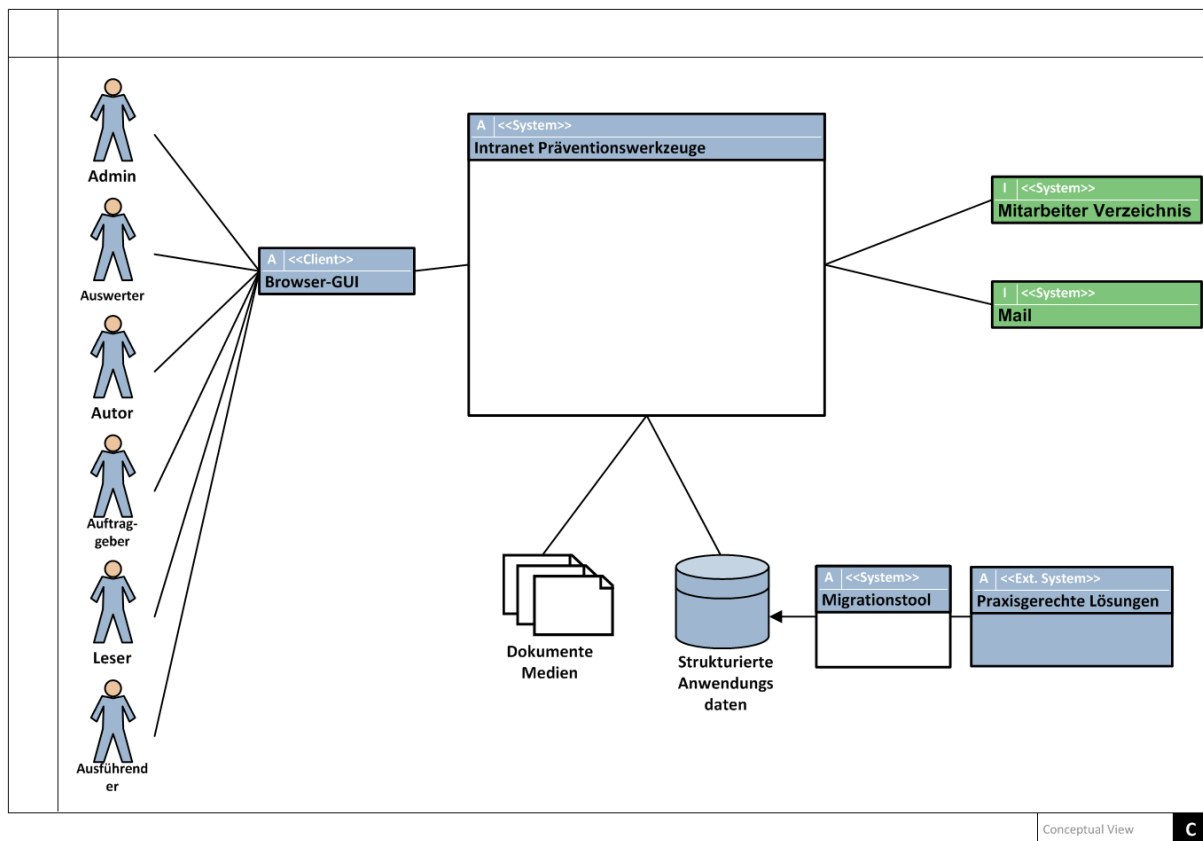 Admin
Auswerter
Autor
Auftrag-
geber
Leser
Ausführend
er
A <<Client>>
Browser-GUI
A <<System>>
Intranet Präventionswerkzeuge
I <<System>>
Mitarbeiter Verzeichnis
I <<System>>
Mail
Dokumente
Medien
Strukturierte
Anwendungs
daten
A <<System>>
Migrationstool
A <<Ext. System>>
Praxisgerechte Lösungen
Conceptual View
C